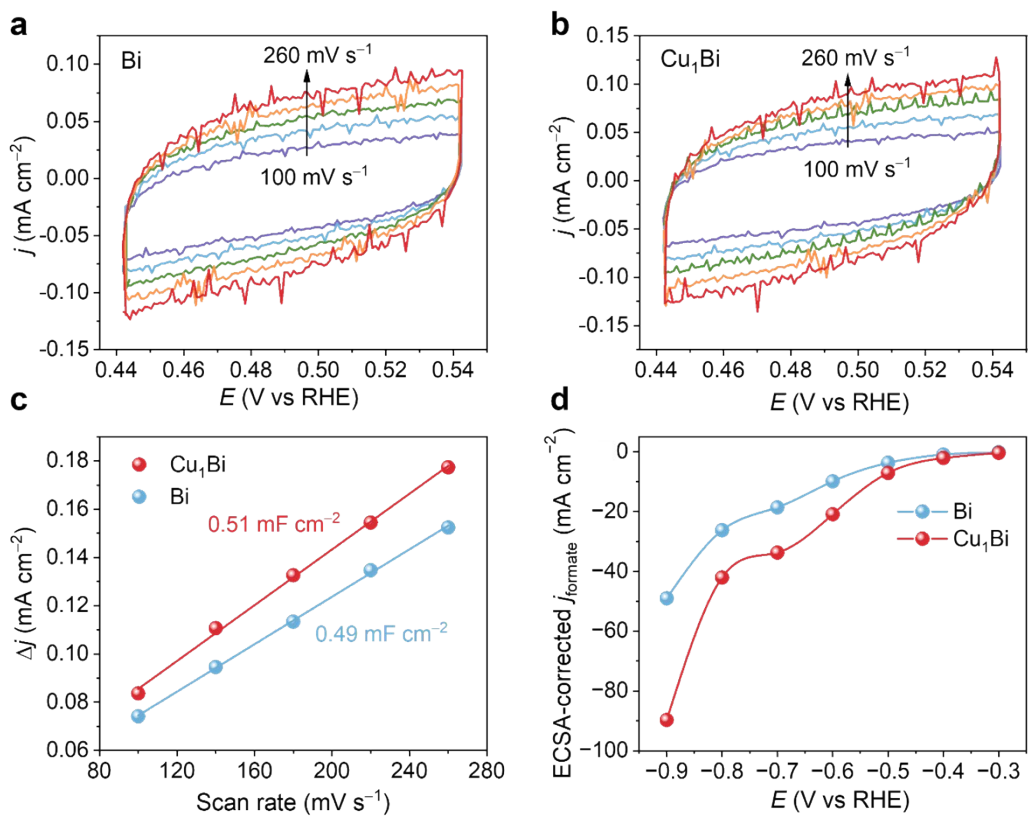 a
Bi
260 mV s⁻¹
100 mV s⁻¹
0.10
0.05
0.00
-0.05
-0.10
-0.15
j (mA cm⁻²)
0.44 0.46 0.48 0.50 0.52 0.54
E (V vs RHE)
b
Cu₁Bi
260 mV s⁻¹
100 mV s⁻¹
0.15
0.10
0.05
0.00
-0.05
-0.10
-0.15
j (mA cm⁻²)
0.44 0.46 0.48 0.50 0.52 0.54
E (V vs RHE)
c
Cu₁Bi
Bi
0.51 mF cm⁻²
0.49 mF cm⁻²
0.18
0.16
0.14
0.12
0.10
0.08
0.06
Δj (mA cm⁻²)
80 120 160 200 240 280
Scan rate (mV s⁻¹)
d
Bi
Cu₁Bi
0
−20
−40
−60
−80
−100
ECSA-corrected j_formate (mA cm⁻²)
−0.9 −0.8 −0.7 −0.6 −0.5 −0.4 −0.3
E (V vs RHE)